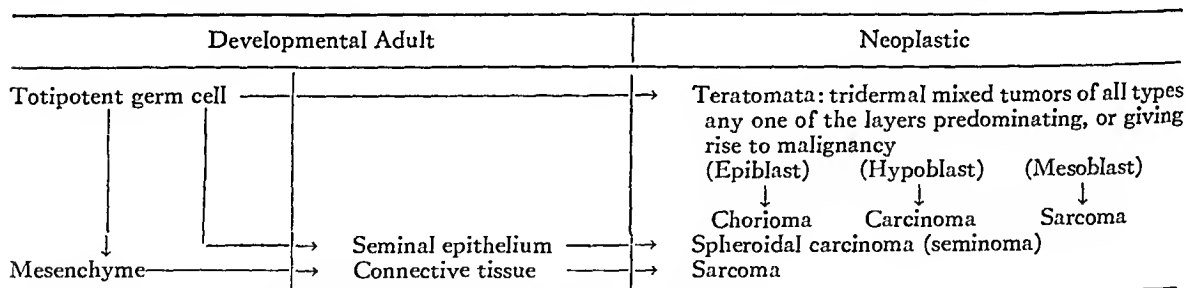 Developmental Adult Neoplastic
Totipotent germ cell Teratomata: tridermal mixed tumors of all types
any one of the layers predominating, or giving
rise to malignancy
(Epiblast) (Hypoblast) (Mesoblast)
Chorioma Carcinoma Sarcoma
Seminal epithelium Spheroidal carcinoma (seminoma)
Mesenchyme Connective tissue Sarcoma